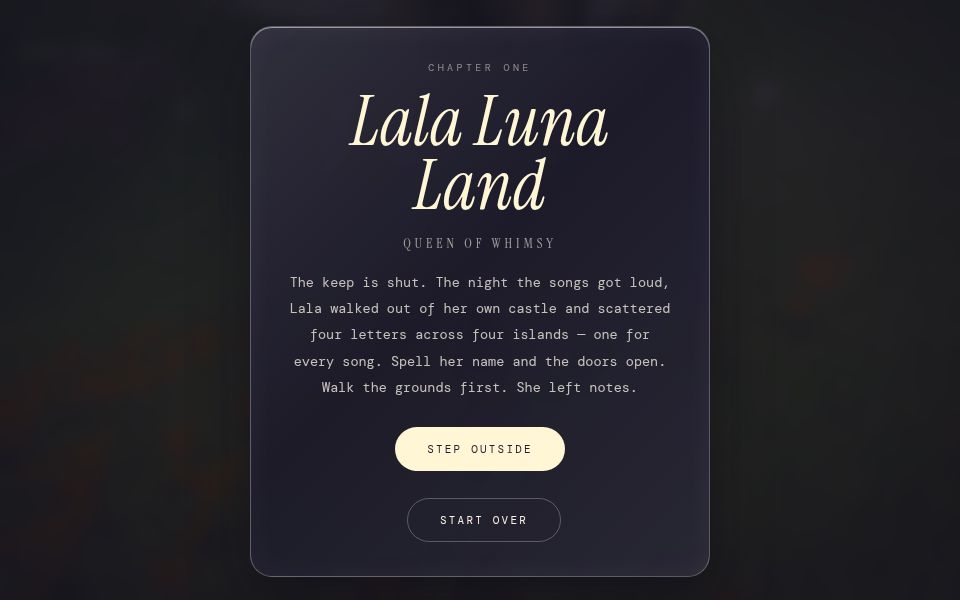 CHAPTER ONE
Lala Luna
Land
QUEEN OF WHIMSY
The keep is shut. The night the songs got loud,
Lala walked out of her own castle and scattered
four letters across four islands — one for
every song. Spell her name and the doors open.
Walk the grounds first. She left notes.
STEP OUTSIDE
START OVER